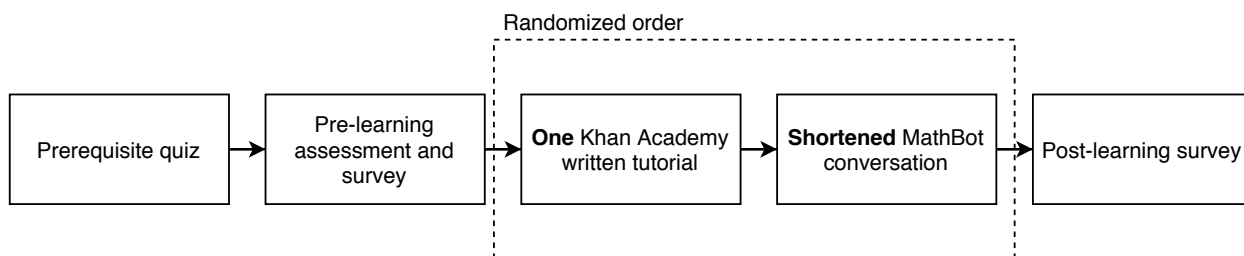 Randomized order
Prerequisite quiz
Pre-learning
assessment and
survey
One Khan Academy
written tutorial
Shortened MathBot
conversation
Post-learning survey